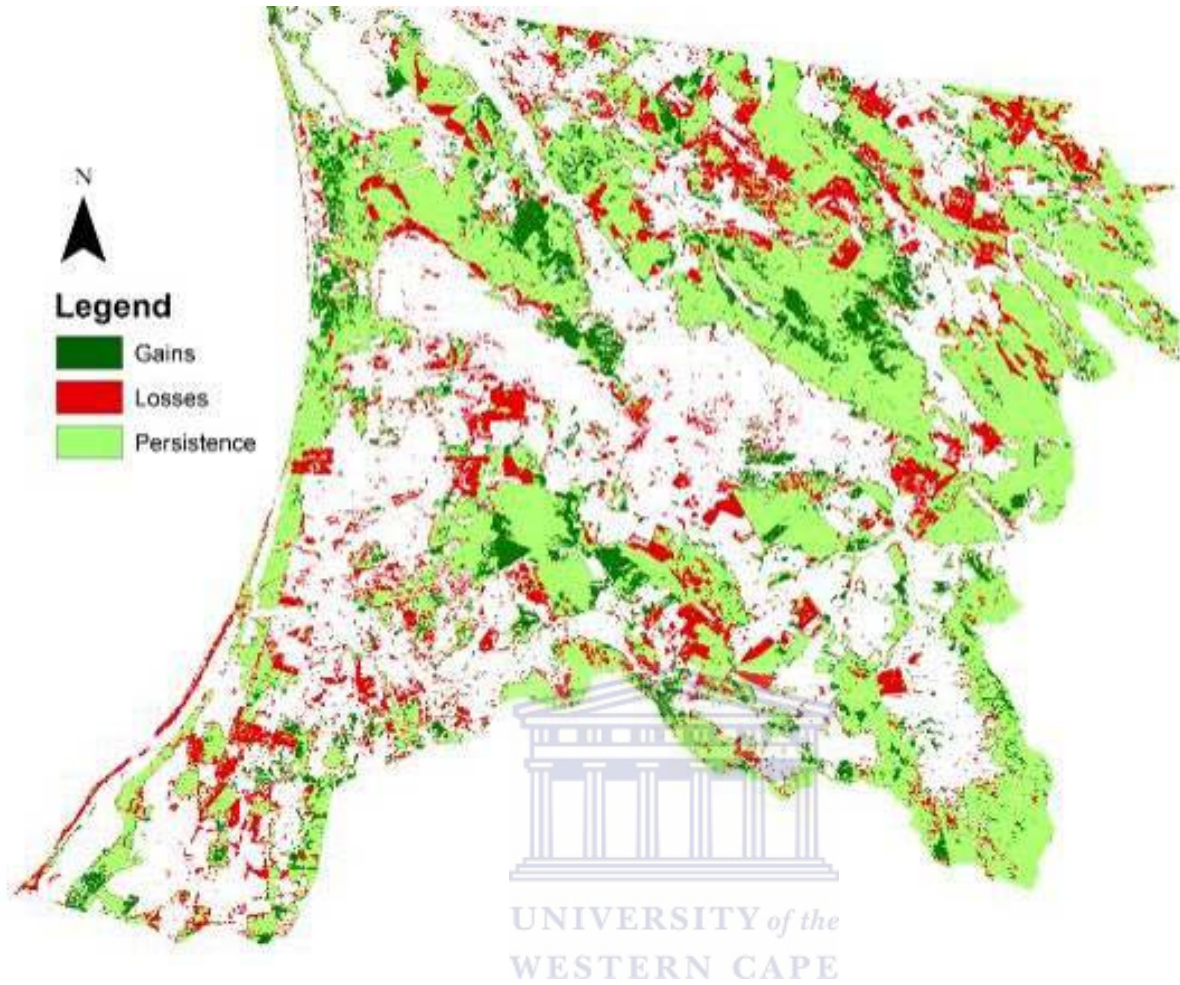 N
Legend
Gains
Losses
Persistence
UNIVERSITY of the
WESTERN CAPE